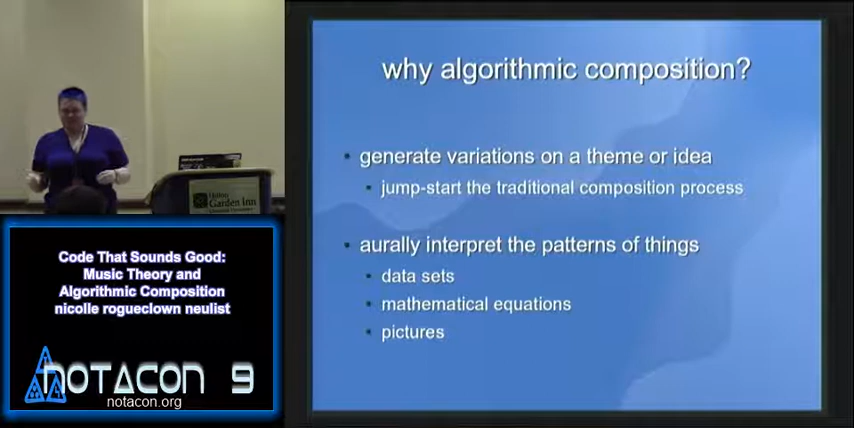 why algorithmic composition?
generate variations on a theme or idea
jump-start the traditional composition process
aurally interpret the patterns of things
data sets
mathematical equations
pictures
Garden Inn
Code That Sounds Good:
Music Theory and
Algorithmic Composition
nicolle rogueclown neulist
NOTACON 9
notacon.org